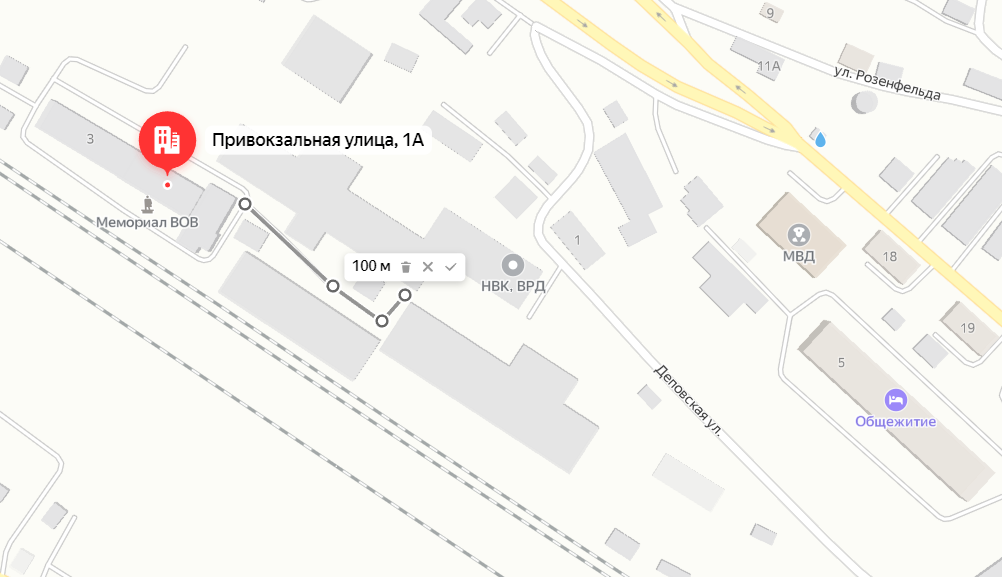 9
11А
ул. Розенфельда
3
Привокзальная улица, 1А
Мемориал ВОВ
1
МВД
18
100 м
НВК, ВРД
19
5
Деповская ул.
Общежитие